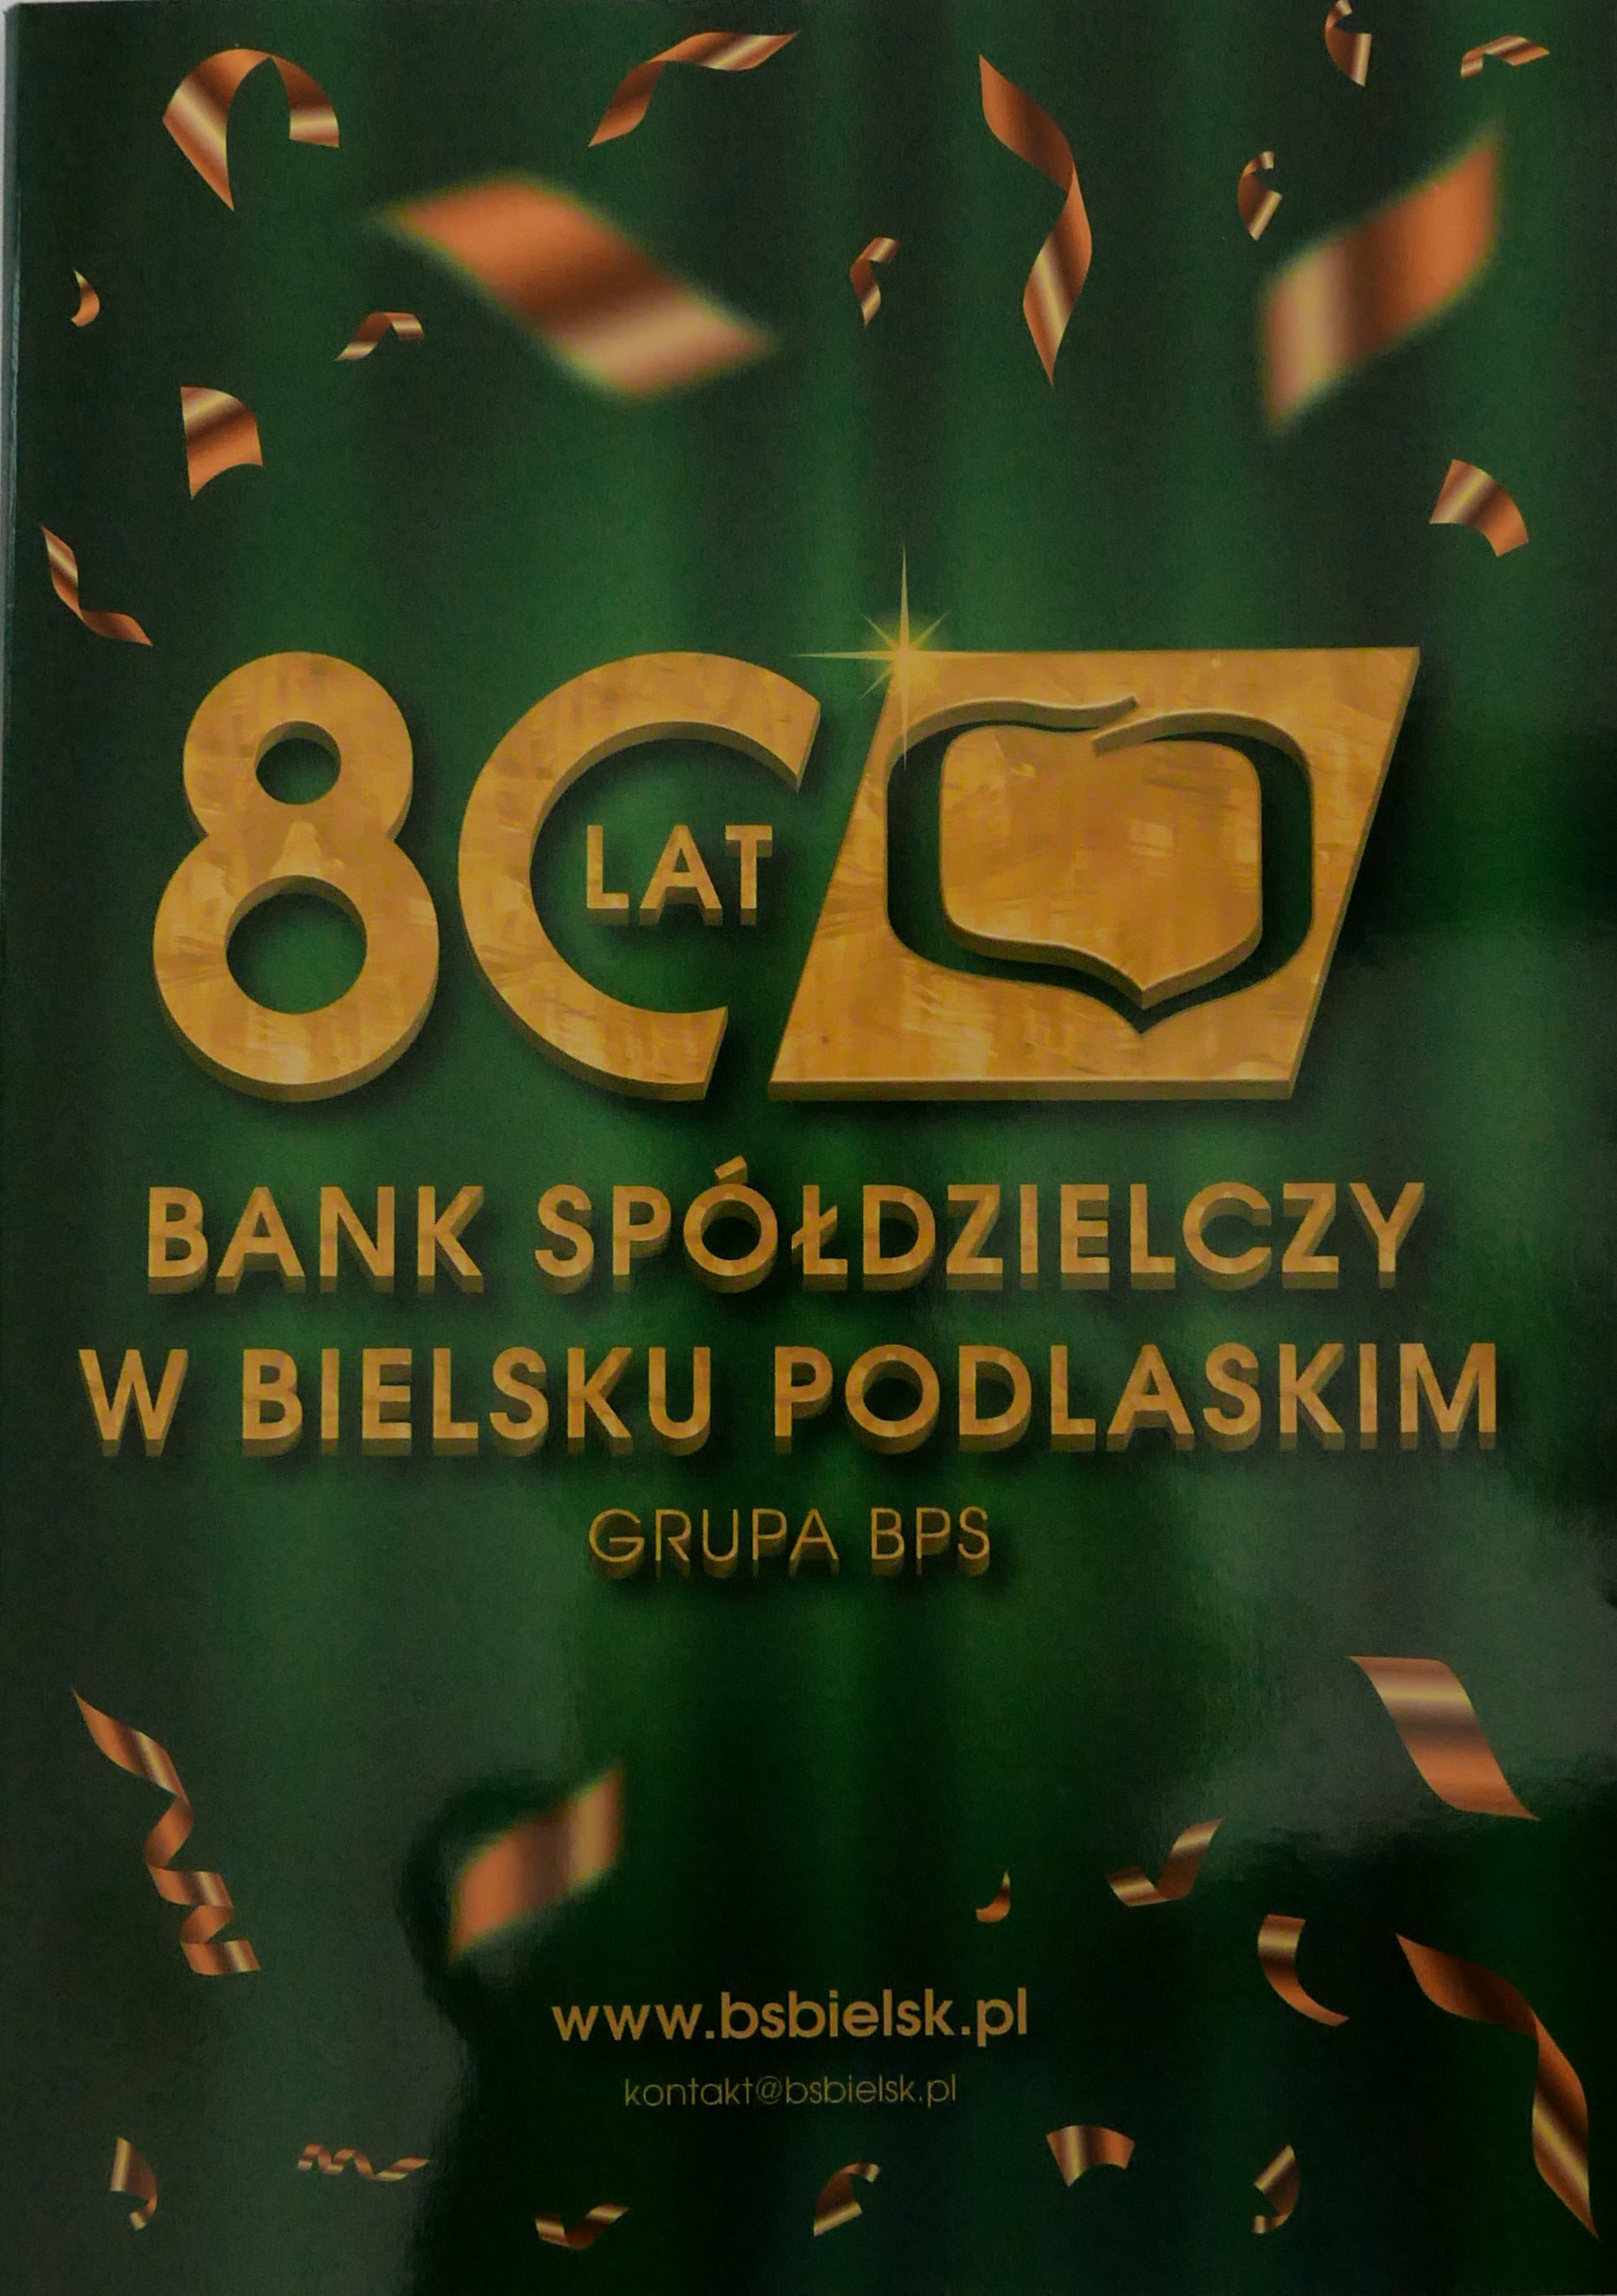 80
LAT
BANK SPÓŁDZIELCZY
W BIELSKU PODLASKIM
GRUPA BPS
www.bsbielsk.pl
kontakt@bsbielsk.pl